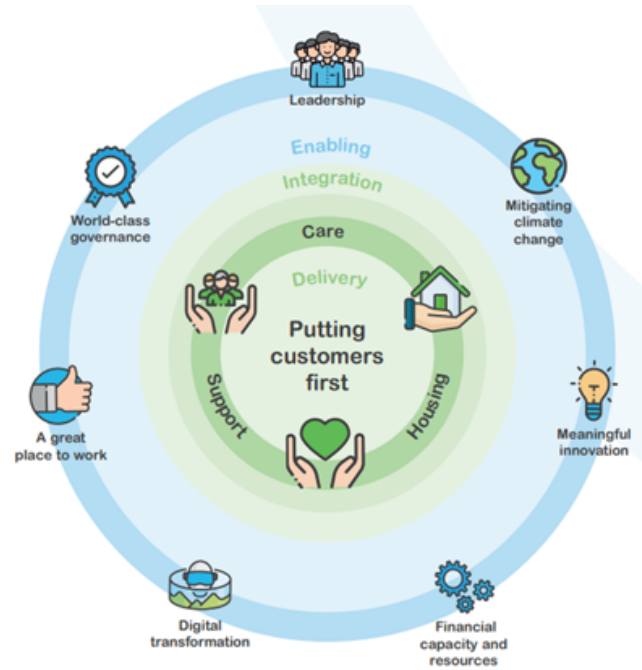 Leadership
Enabling
Integration
Care
Delivery
Putting
customers
first
Support
Housing
World-class
governance
Mitigating
climate
change
A great
place to work
Meaningful
innovation
Digital
transformation
Financial
capacity and
resources